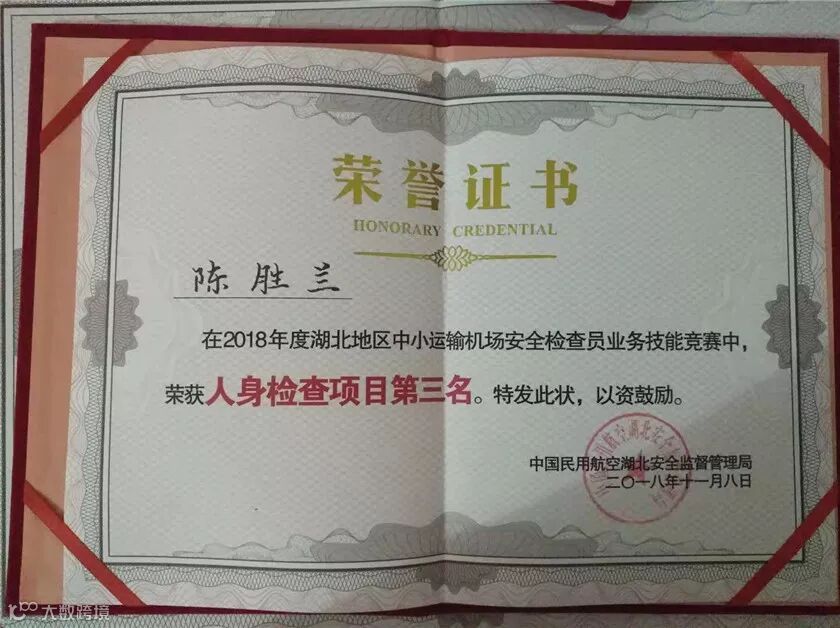 荣誉证书
HONORARY CREDENTIAL
陈胜兰
在2018年度湖北地区中小运输机场安全检查员业务技能竞赛中，
荣获人身检查项目第三名。特发此状，以资鼓励。
中国民用航空湖北安全监督管理局
二〇一八年十一月八日
大数跨境